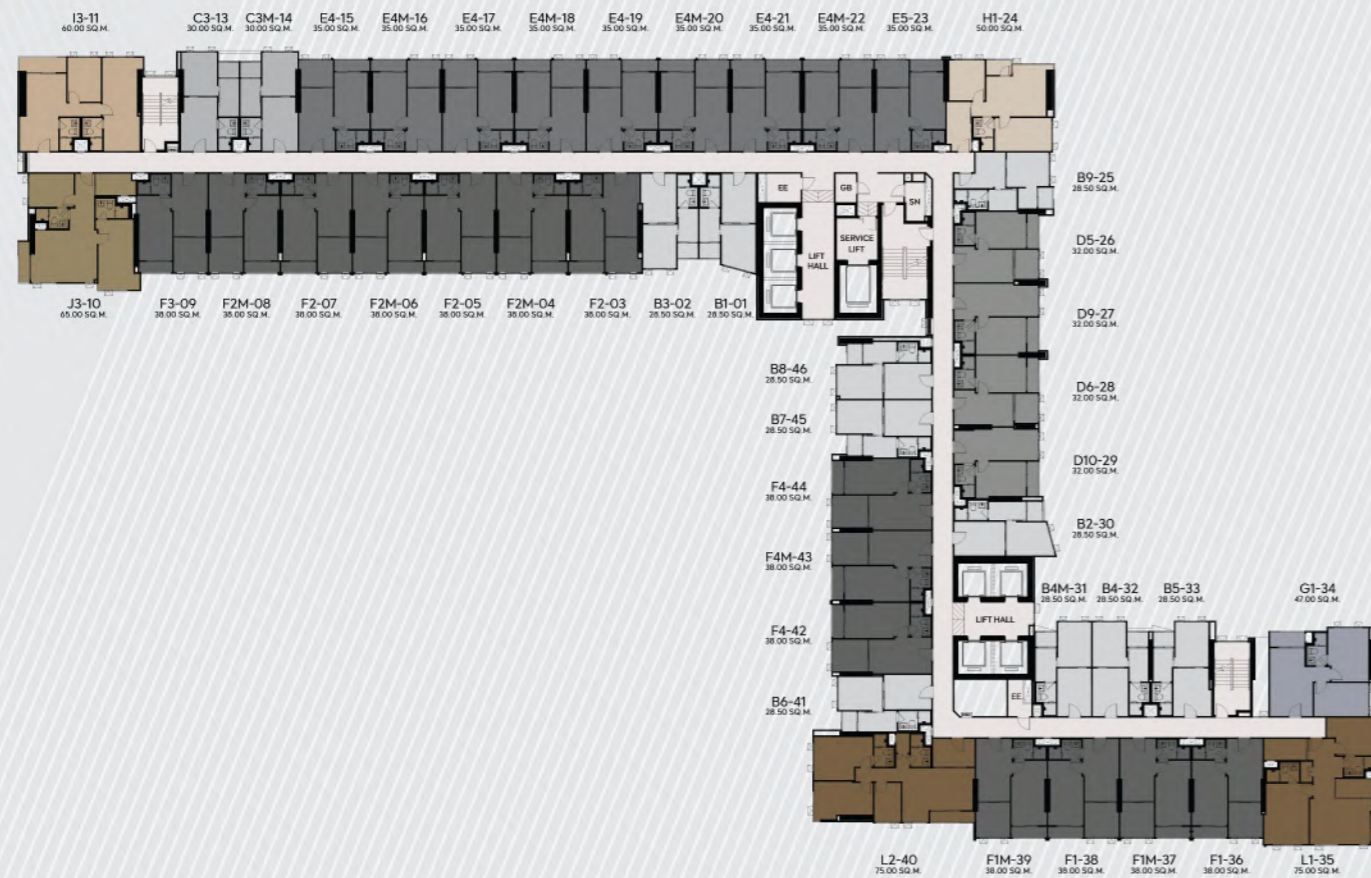 I3-11
60.00 SQ.M.
C3-13
30.00 SQ.M.
C3M-14
30.00 SQ.M.
E4-15
35.00 SQ.M.
E4M-16
35.00 SQ.M.
E4-17
35.00 SQ.M.
E4M-18
35.00 SQ.M.
E4-19
35.00 SQ.M.
E4M-20
35.00 SQ.M.
E4-21
35.00 SQ.M.
E4M-22
35.00 SQ.M.
E5-23
35.00 SQ.M.
H1-24
50.00 SQ.M.
EE
GB
SN
SERVICE
LIFT
LIFT
HALL
B9-25
28.50 SQ.M.
D5-26
32.00 SQ.M.
J3-10
65.00 SQ.M.
F3-09
38.00 SQ.M.
F2M-08
38.00 SQ.M.
F2-07
38.00 SQ.M.
F2M-06
38.00 SQ.M.
F2-05
38.00 SQ.M.
F2M-04
38.00 SQ.M.
F2-03
38.00 SQ.M.
B3-02
28.50 SQ.M.
B1-01
28.50 SQ.M.
D9-27
32.00 SQ.M.
B8-46
28.50 SQ.M.
D6-28
32.00 SQ.M.
B7-45
28.50 SQ.M.
D10-29
32.00 SQ.M.
F4-44
38.00 SQ.M.
B2-30
28.50 SQ.M.
F4M-43
38.00 SQ.M.
B4M-31
28.50 SQ.M.
B4-32
28.50 SQ.M.
B5-33
28.50 SQ.M.
G1-34
47.00 SQ.M.
LIFT HALL
F4-42
38.00 SQ.M.
EE
B6-41
28.50 SQ.M.
L2-40
75.00 SQ.M.
F1M-39
38.00 SQ.M.
F1-38
38.00 SQ.M.
F1M-37
38.00 SQ.M.
F1-36
38.00 SQ.M.
L1-35
75.00 SQ.M.